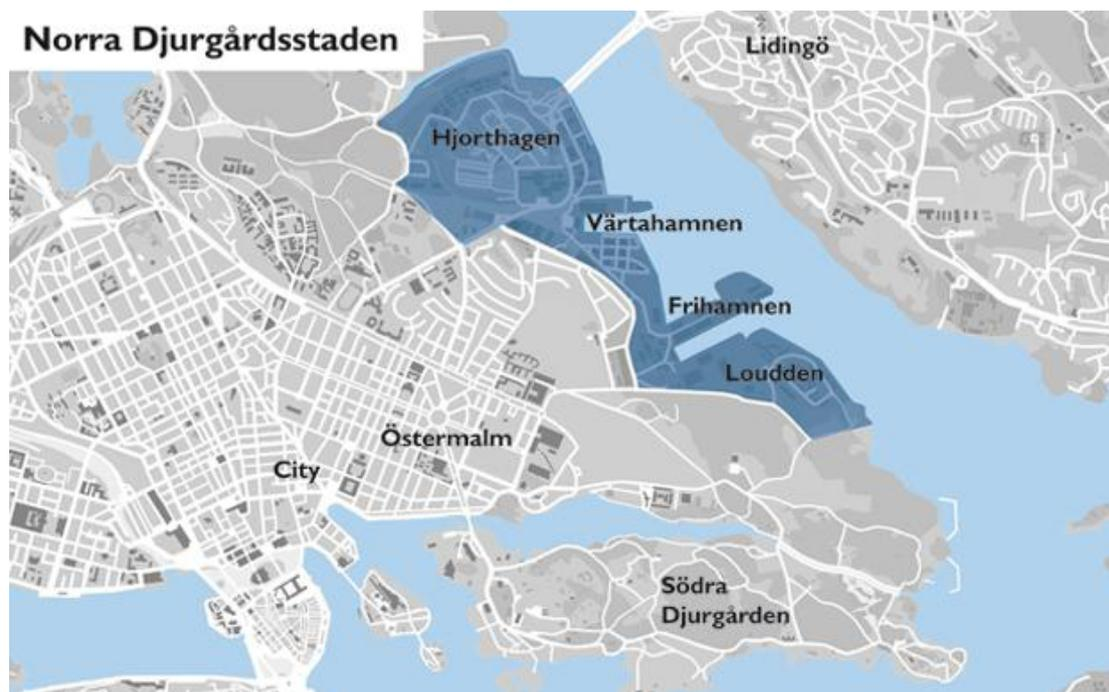 Norra Djurgårdsstaden
Lidingö
Hjorthagen
Värtahamnen
Frihamnen
Loudden
Östermalm
City
Södra
Djurgården